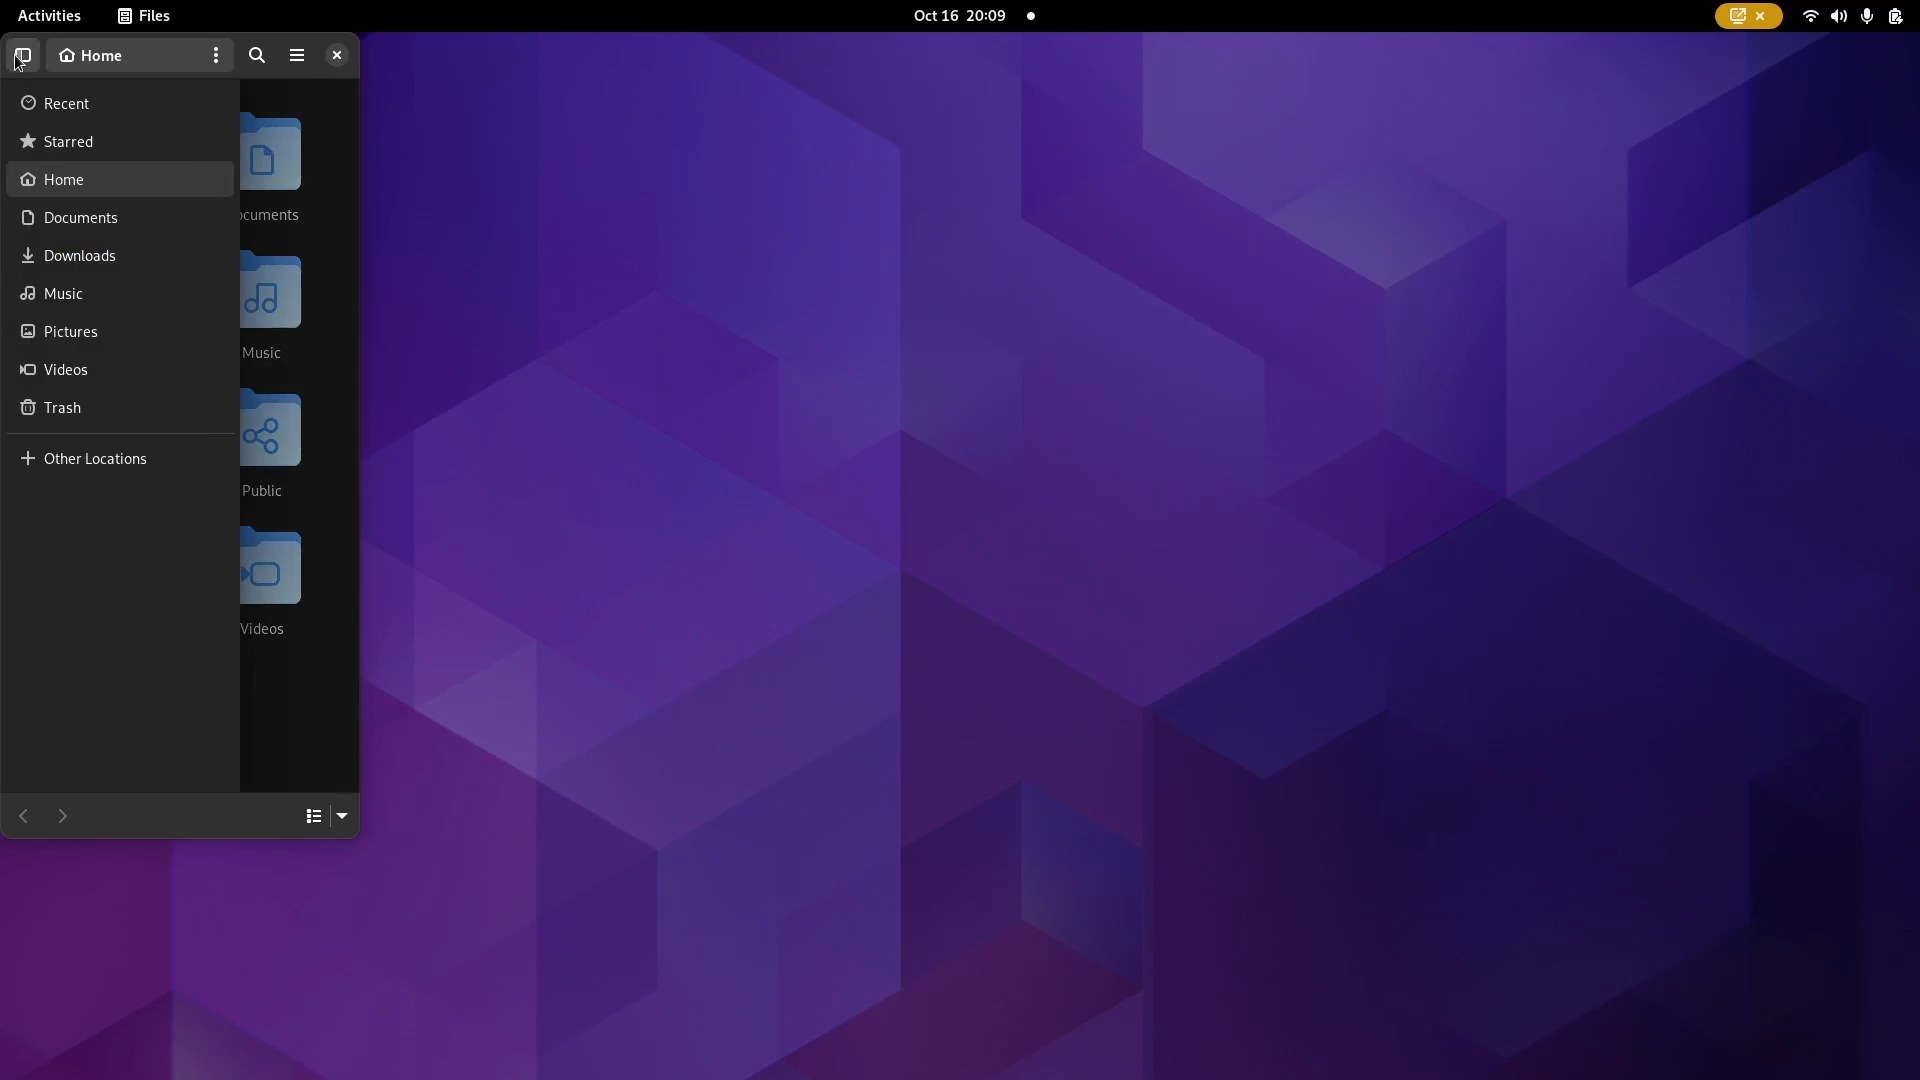 Activities Files Oct 16 20:09
Home
Recent
Starred
Home
Documents
Downloads
Music
Pictures
Videos
Trash
Other Locations
ocuments
Music
Public
Videos